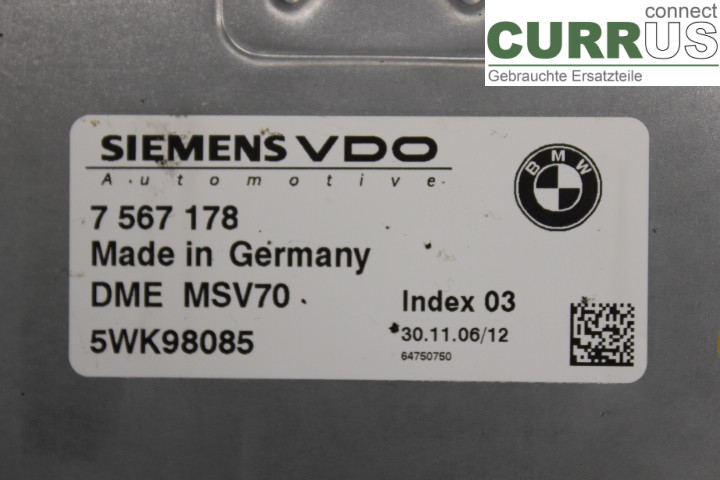 connect
CURRUS
Gebrauchte Ersatzteile
SIEMENS VDO
Automotive
BMW
7 567 178
Made in Germany
DME MSV70
Index 03
5WK98085
30.11.06/12
64750750